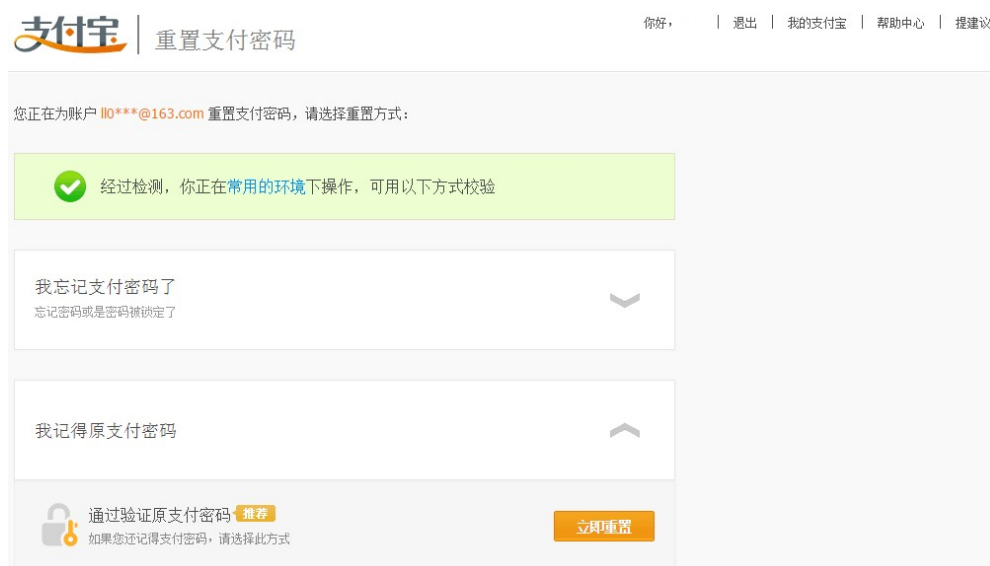 支付宝 | 重置支付密码
你好, | 退出 | 我的支付宝 | 帮助中心 | 提建议
您正在为账户 ll0***@163.com 重置支付密码,请选择重置方式:
经过检测,你正在常用的环境下操作,可用以下方式校验
我忘记支付密码了
忘记密码或是密码被锁定了
我记得原支付密码
通过验证原支付密码 推荐
立即重置
如果您还记得支付密码,请选择此方式